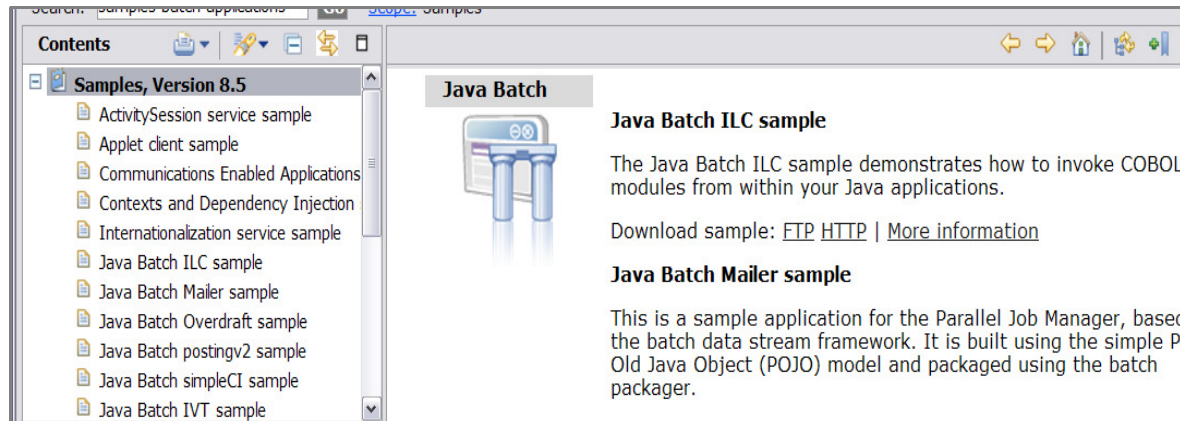 Search: samples batch applications GO Scope: Samples
Contents
Samples, Version 8.5
ActivitySession service sample
Applet client sample
Communications Enabled Applications
Contexts and Dependency Injection
Internationalization service sample
Java Batch ILC sample
Java Batch Mailer sample
Java Batch Overdraft sample
Java Batch postingv2 sample
Java Batch simpleCI sample
Java Batch IVT sample
Java Batch
Java Batch ILC sample
The Java Batch ILC sample demonstrates how to invoke COBOL
modules from within your Java applications.
Download sample: FTP HTTP | More information
Java Batch Mailer sample
This is a sample application for the Parallel Job Manager, based
the batch data stream framework. It is built using the simple P
Old Java Object (POJO) model and packaged using the batch
packager.